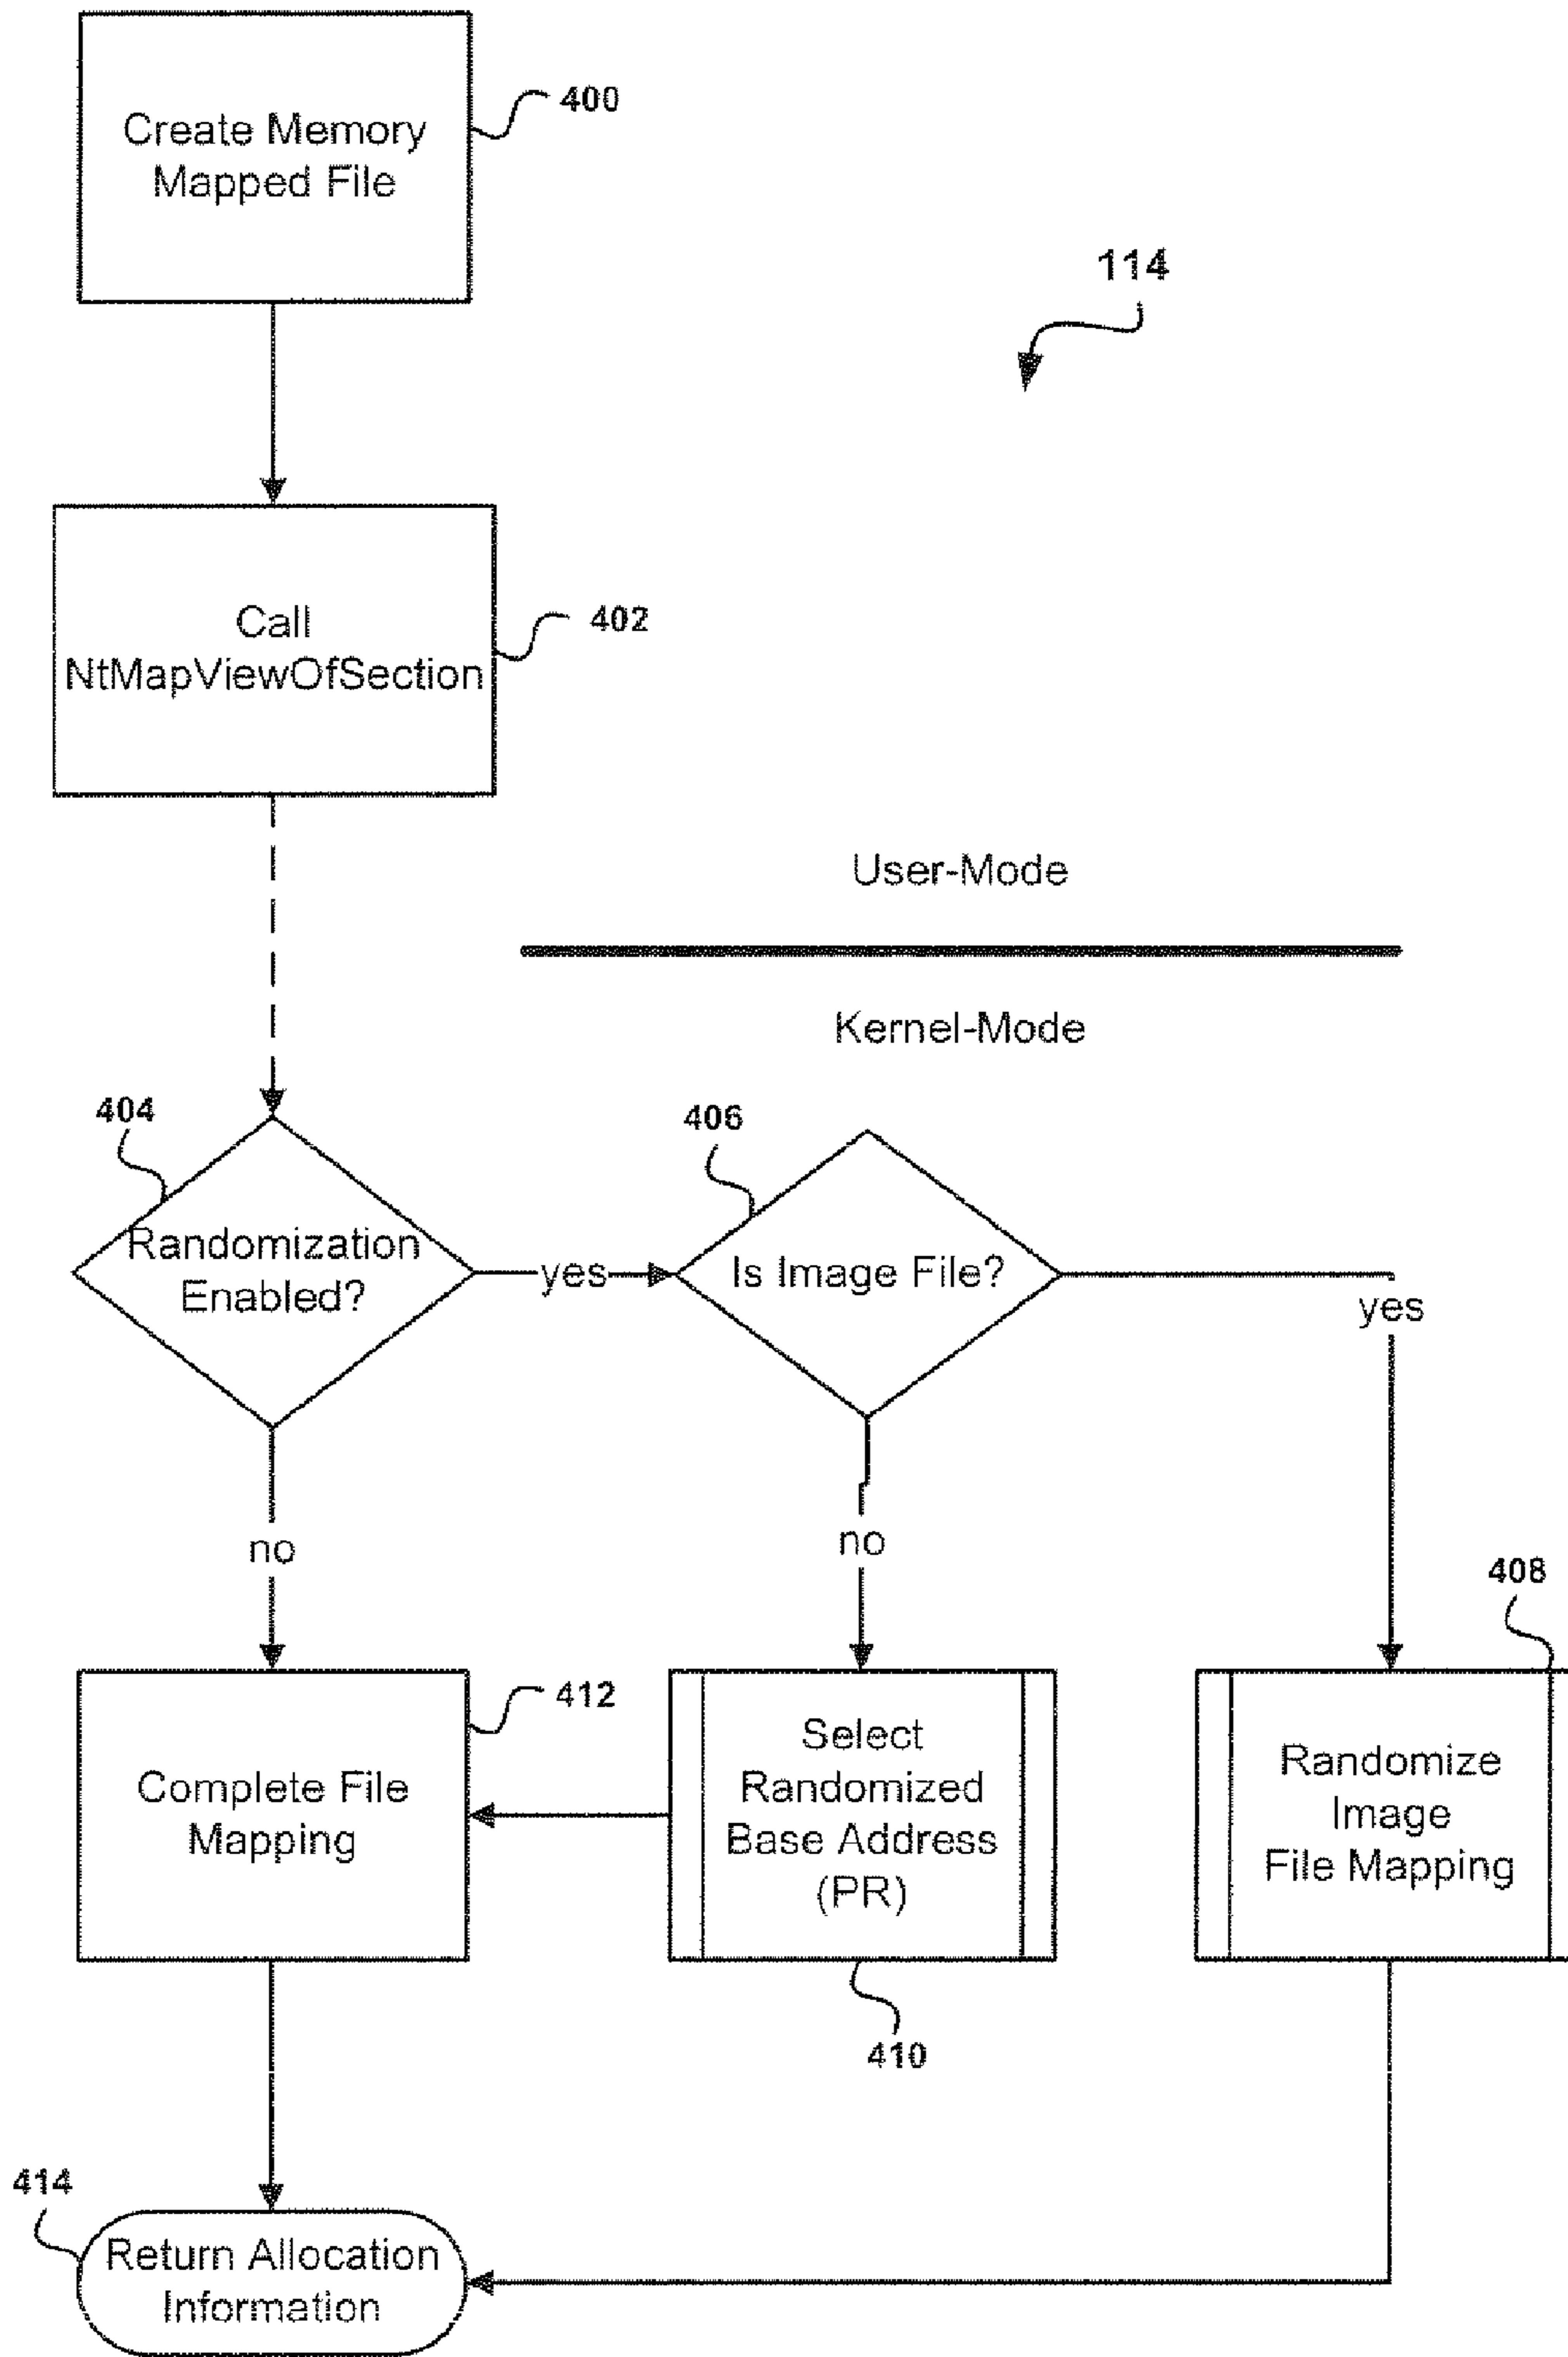 Create Memory
Mapped File
400
114
Call
NtMapViewOfSection
402
User-Mode
Kernel-Mode
404
Randomization
Enabled?
yes
406
Is Image File?
yes
no
no
408
Complete File
Mapping
412
Select
Randomized
Base Address
(PR)
410
Randomize
Image
File Mapping
414
Return Allocation
Information